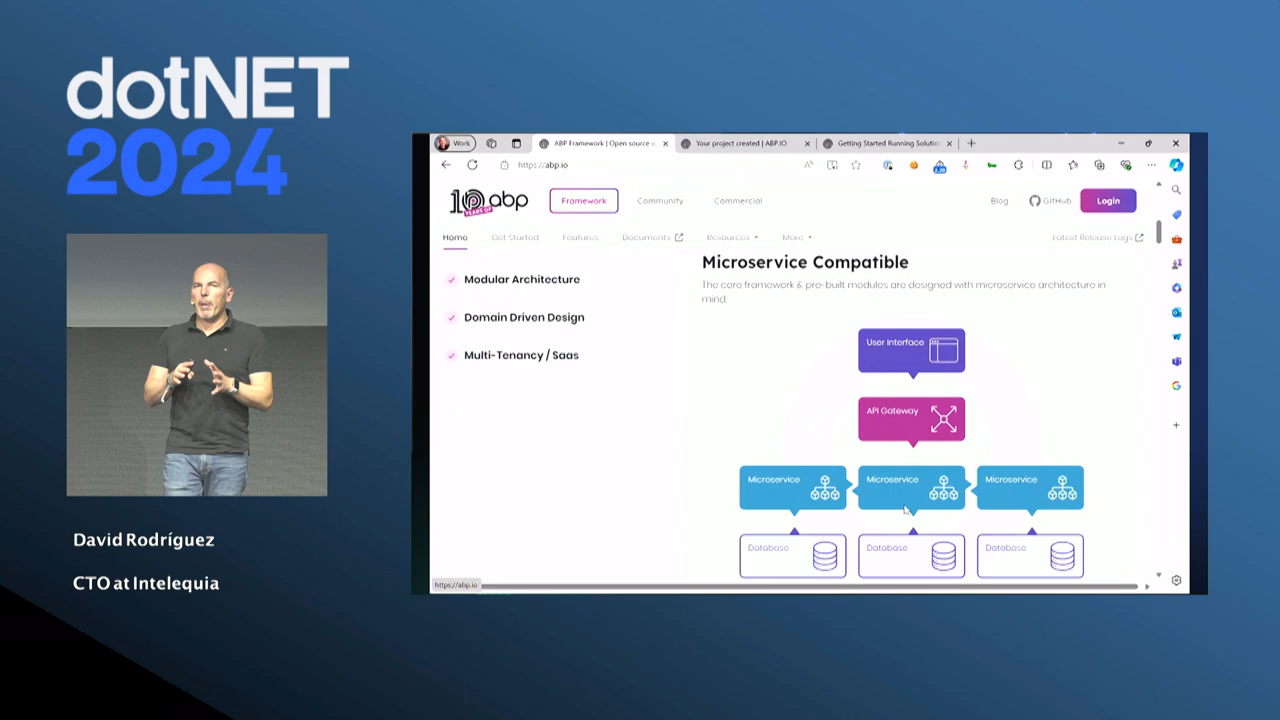 dotNET
2024
David Rodríguez
CTO at Intelequia
Work
ABP Framework | Open source
Your project created | ABP.IO
Getting Started Running Solutio
https://abp.io
10 YEARS OF abp
Framework
Community
Commercial
Blog
GitHub
Login
Home
Get Started
Features
Documents
Resources
More
Latest Release Logs
Modular Architecture
Domain Driven Design
Multi-Tenancy / Saas
Microservice Compatible
The core framework & pre-built modules are designed with microservice architecture in
mind.
User Interface
API Gateway
Microservice
Microservice
Microservice
Database
Database
Database
https://abp.io